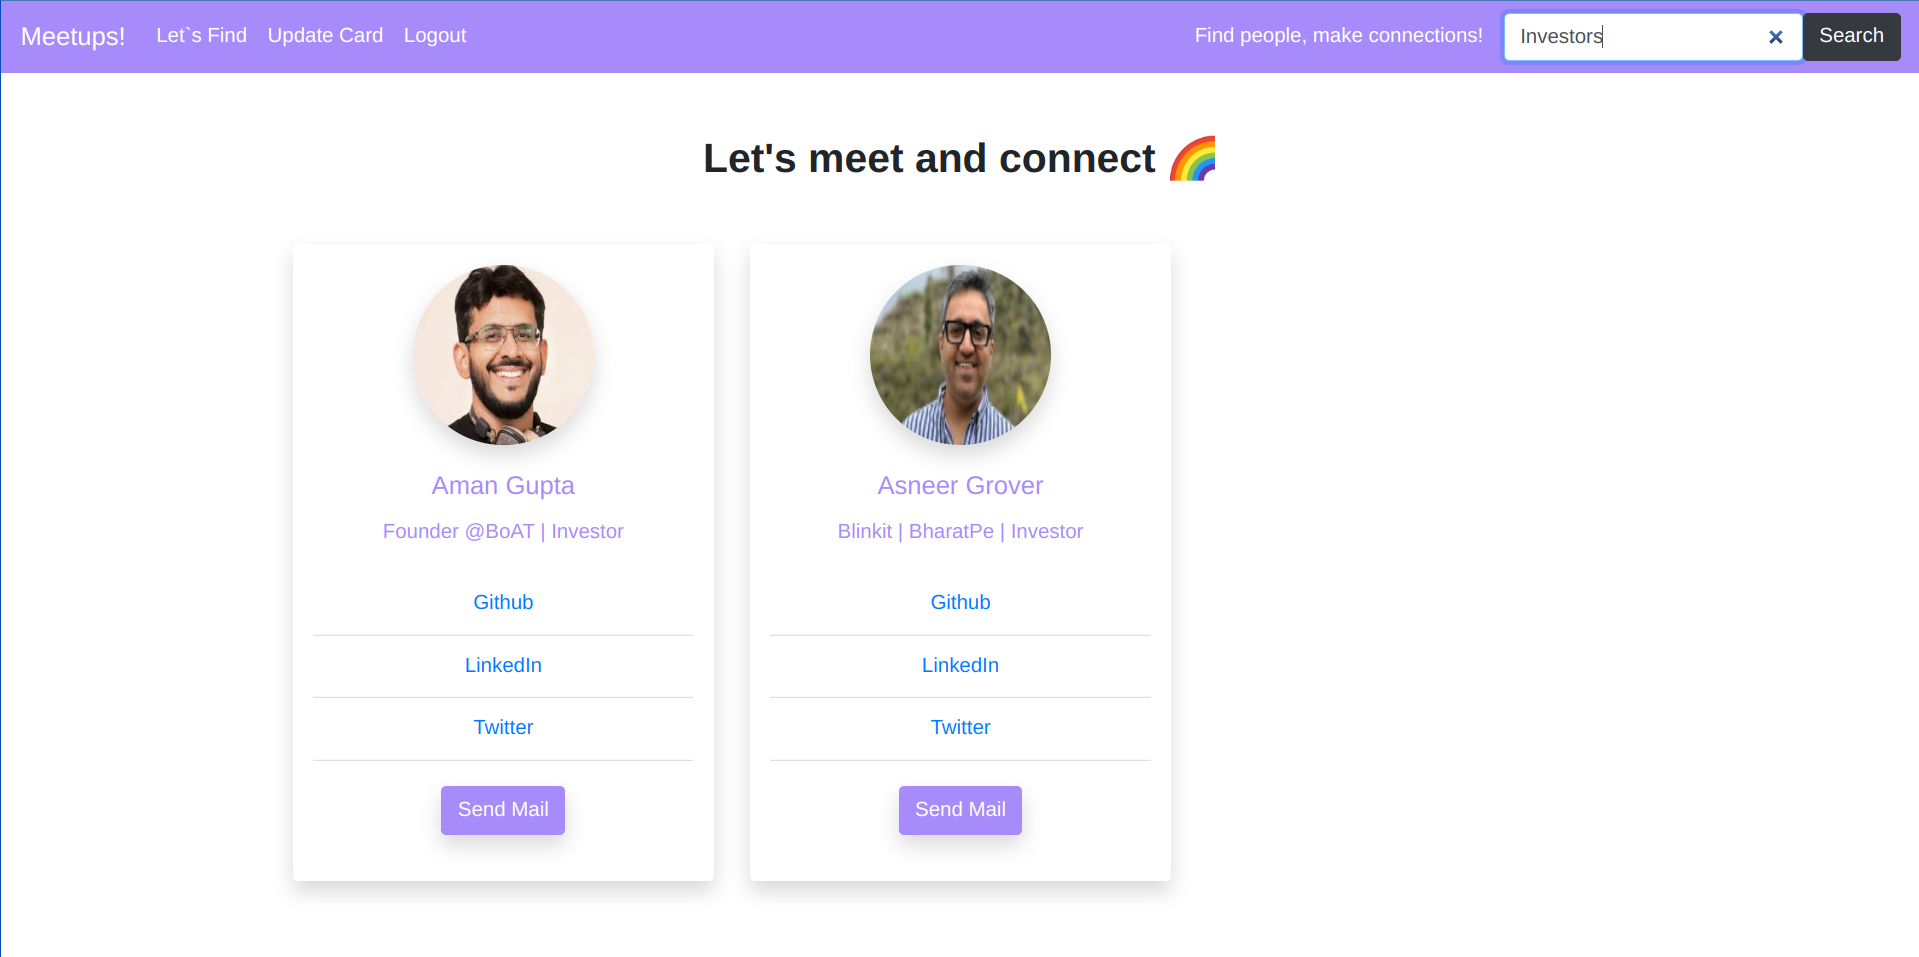 Meetups! Let`s Find Update Card Logout Find people, make connections! Investors Search
Let's meet and connect 🌈
Aman Gupta
Founder @BoAT | Investor
Github
LinkedIn
Twitter
Send Mail
Asneer Grover
Blinkit | BharatPe | Investor
Github
LinkedIn
Twitter
Send Mail